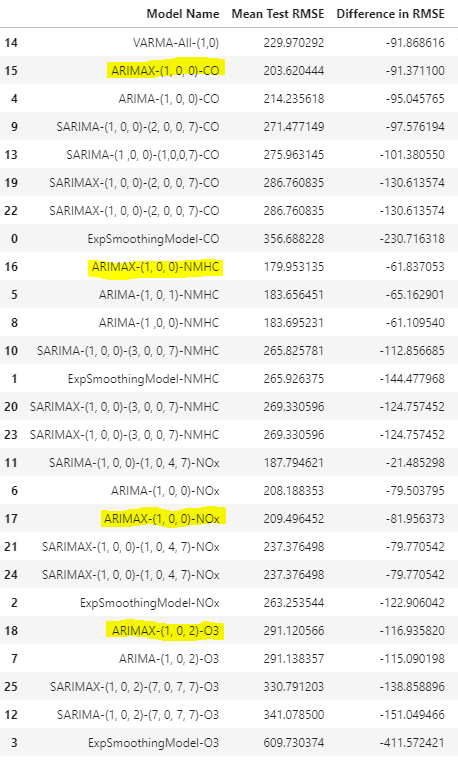 Model Name Mean Test RMSE Difference in RMSE
14 VARMA-All-(1,0) 229.970292 -91.868616
15 ARIMAX-(1, 0, 0)-CO 203.620444 -91.371100
4 ARIMA-(1, 0, 0)-CO 214.235618 -95.045765
9 SARIMA-(1, 0, 0)-(2, 0, 0, 7)-CO 271.477149 -97.576194
13 SARIMA-(1 ,0, 0)-(1,0,0,7)-CO 275.963145 -101.380550
19 SARIMAX-(1, 0, 0)-(2, 0, 0, 7)-CO 286.760835 -130.613574
22 SARIMAX-(1, 0, 0)-(2, 0, 0, 7)-CO 286.760835 -130.613574
0 ExpSmoothingModel-CO 356.688228 -230.716318
16 ARIMAX-(1, 0, 0)-NMHC 179.953135 -61.837053
5 ARIMA-(1, 0, 1)-NMHC 183.656451 -65.162901
8 ARIMA-(1 ,0, 0)-NMHC 183.695231 -61.109540
10 SARIMA-(1, 0, 0)-(3, 0, 0, 7)-NMHC 265.825781 -112.856685
1 ExpSmoothingModel-NMHC 265.926375 -144.477968
20 SARIMAX-(1, 0, 0)-(3, 0, 0, 7)-NMHC 269.330596 -124.757452
23 SARIMAX-(1, 0, 0)-(3, 0, 0, 7)-NMHC 269.330596 -124.757452
11 SARIMA-(1, 0, 0)-(1, 0, 4, 7)-NOx 187.794621 -21.485298
6 ARIMA-(1, 0, 0)-NOx 208.188353 -79.503795
17 ARIMAX-(1, 0, 0)-NOx 209.496452 -81.956373
21 SARIMAX-(1, 0, 0)-(1, 0, 4, 7)-NOx 237.376498 -79.770542
24 SARIMAX-(1, 0, 0)-(1, 0, 4, 7)-NOx 237.376498 -79.770542
2 ExpSmoothingModel-NOx 263.253544 -122.906042
18 ARIMAX-(1, 0, 2)-O3 291.120566 -116.935820
7 ARIMA-(1, 0, 2)-O3 291.138357 -115.090198
25 SARIMAX-(1, 0, 2)-(7, 0, 7, 7)-O3 330.791203 -138.858896
12 SARIMA-(1, 0, 2)-(7, 0, 7, 7)-O3 341.078500 -151.049466
3 ExpSmoothingModel-O3 609.730374 -411.572421